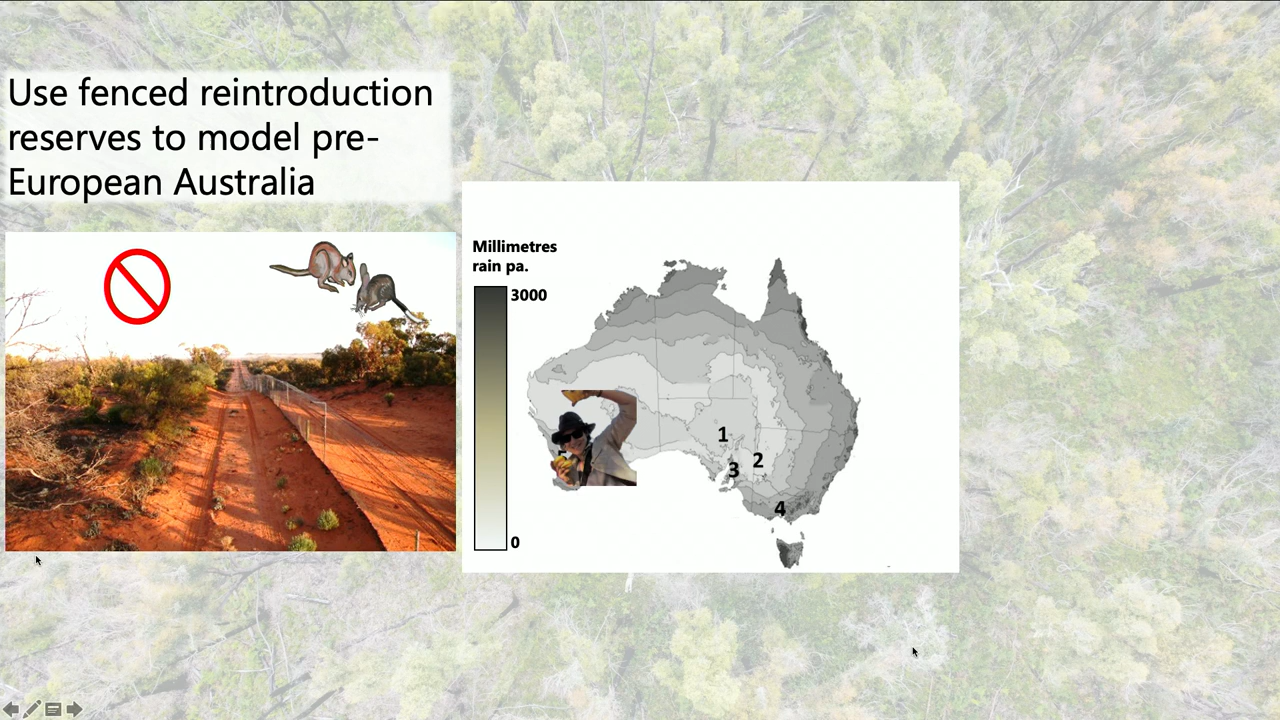 Use fenced reintroduction
reserves to model pre-
European Australia
Millimetres
rain pa.
3000
0
1
2
3
4